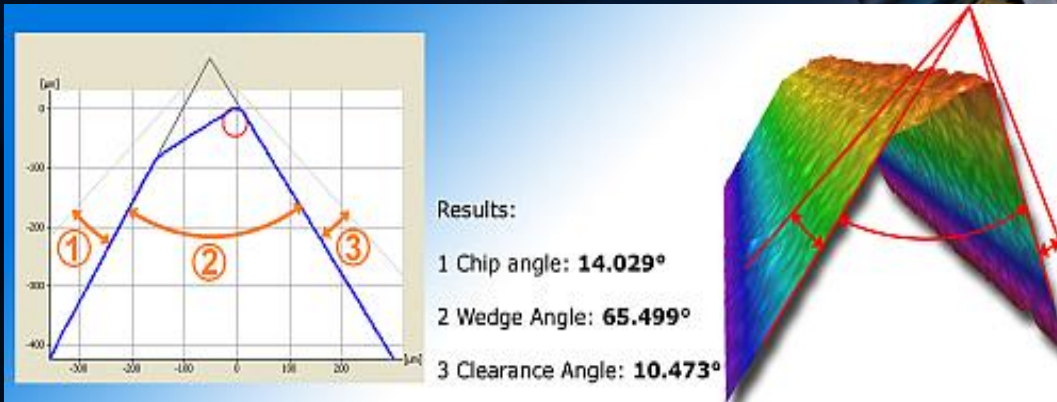 [µm]
0
-100
-200
-300
-400
-300
-200
-100
0
100
200
[µm]
1
2
3
Results:
1 Chip angle: 14.029°
2 Wedge Angle: 65.499°
3 Clearance Angle: 10.473°